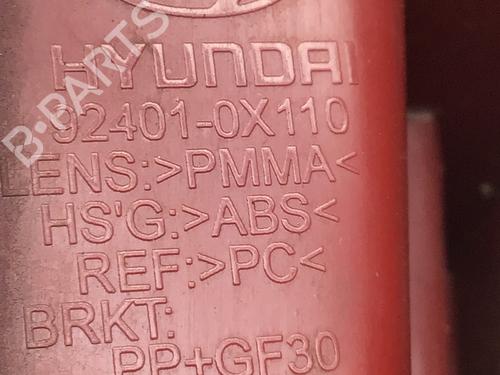 HYUNDAI
92401-0X110
LENS:>PMMA<
HS'G:>ABS<
REF:>PC<
BRKT:
PP+GF30
B-PARTS